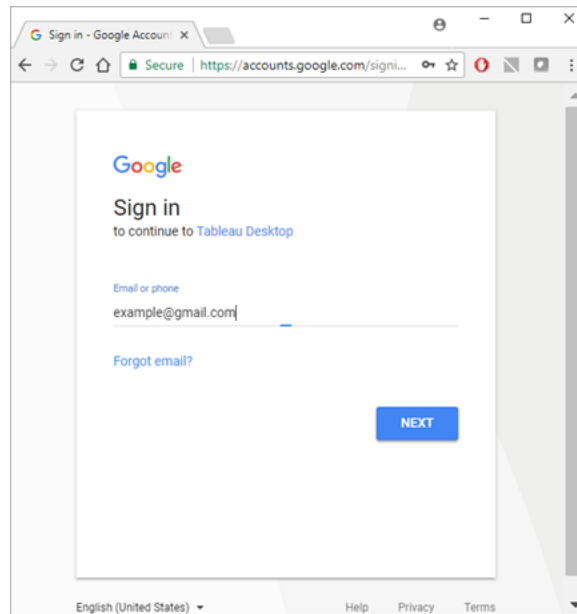 Sign in - Google Accoun
Secure | https://accounts.google.com/signi...
Google
Sign in
to continue to Tableau Desktop
Email or phone
example@gmail.com
Forgot email?
NEXT
English (United States)
Help Privacy Terms